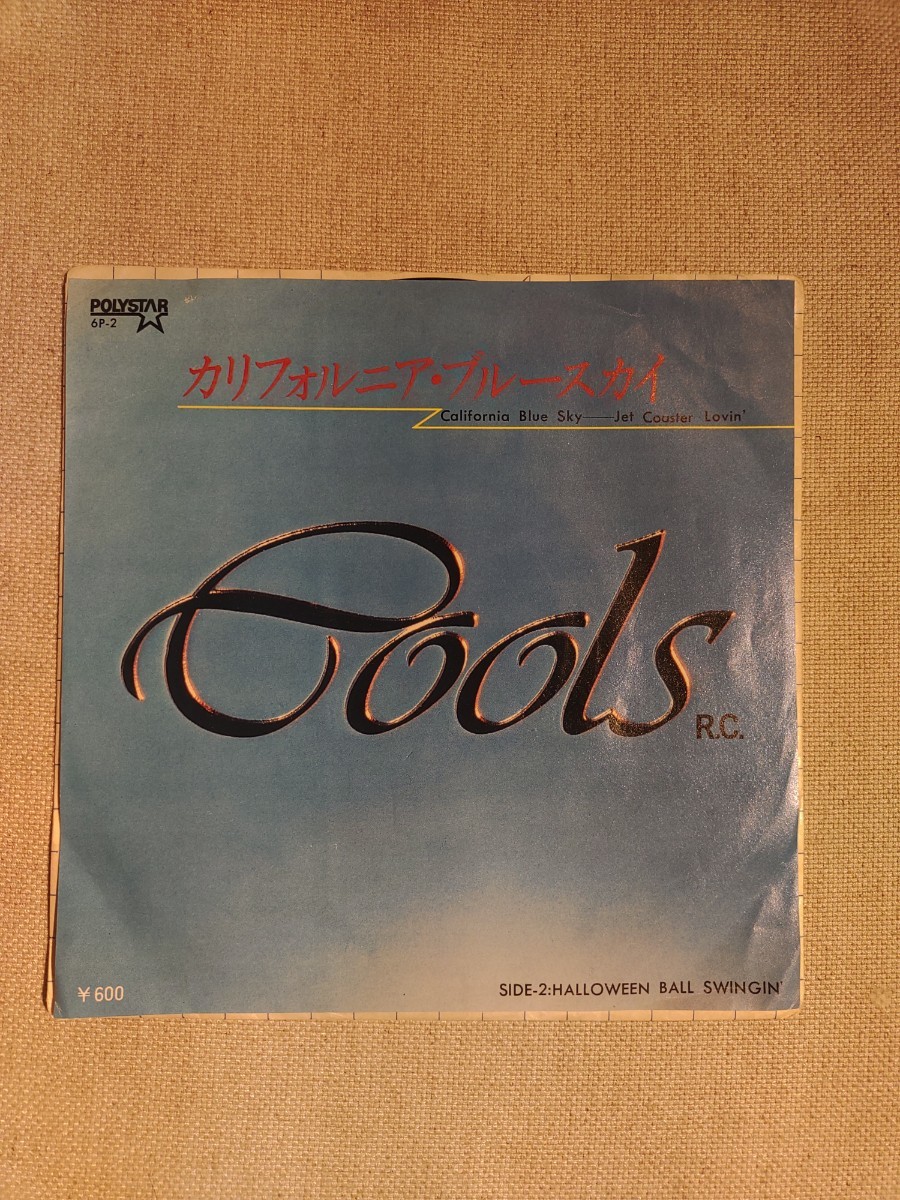 POLYSTAR
6P-2
カリフォルニア・ブルースカイ
California Blue Sky——Jet Coaster Lovin'
Cools
R.C.
¥600
SIDE-2:HALLOWEEN BALL SWINGIN'